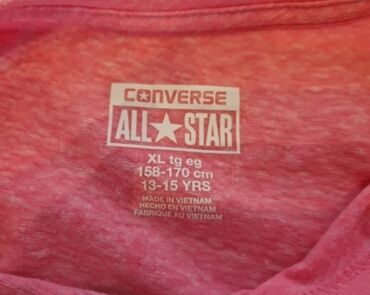 CONVERSE
ALL★STAR
XL tg eg
158-170 cm
13-15 YRS
MADE IN VIETNAM
HECHO EN VIETNAM
FABRIQUE AU VIETNAM